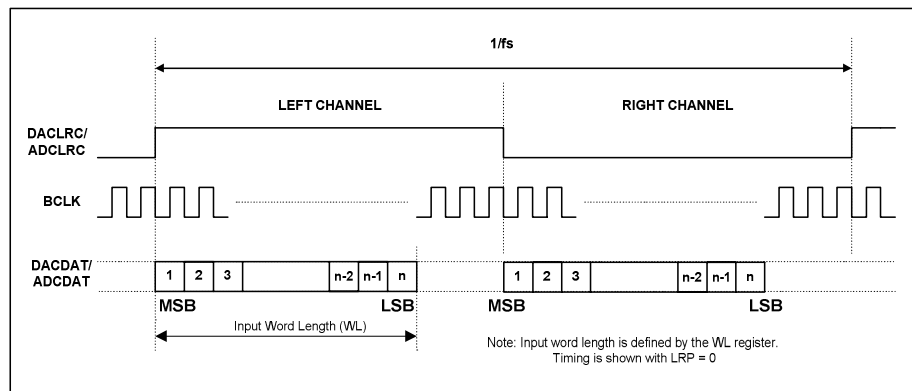 1/fs
LEFT CHANNEL RIGHT CHANNEL
DACLRC/
ADCLRC
BCLK
DACDAT/
ADCDAT
1 2 3 n-2 n-1 n 1 2 3 n-2 n-1 n
MSB LSB MSB LSB
Input Word Length (WL)
Note: Input word length is defined by the WL register.
Timing is shown with LRP = 0